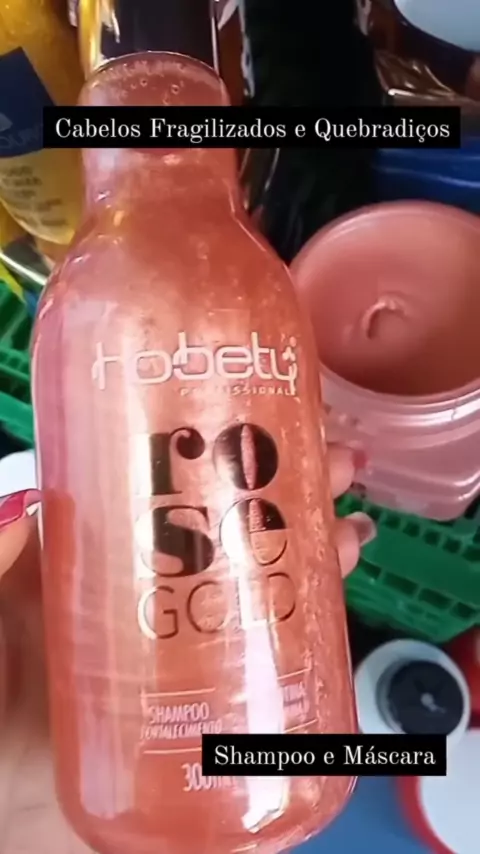 Cabelos Fragilizados e Quebradiços
hobety
PROFESSIONAL
ro
se
GOLD
SHAMPOO
FORTALECIMENTO
Shampoo e Máscara